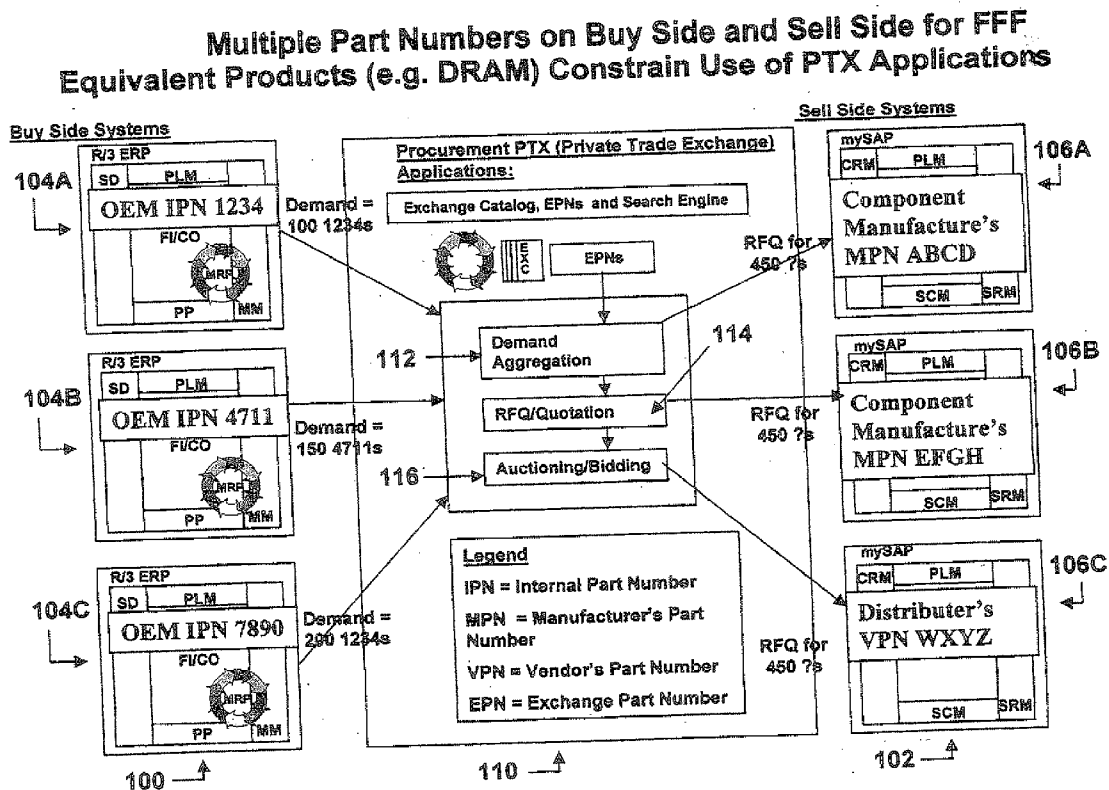 Multiple Part Numbers on Buy Side and Sell Side for FFF
Equivalent Products (e.g. DRAM) Constrain Use of PTX Applications
Buy Side Systems
Sell Side Systems
104A
R/3 ERP
SD
PLM
OEM IPN 1234
FI/CO
MRP
PP
MM
Demand =
100 1234s
104B
R/3 ERP
SD
PLM
OEM IPN 4711
FI/CO
MRP
PP
MM
Demand =
150 4711s
104C
R/3 ERP
SD
PLM
OEM IPN 7890
FI/CO
MRP
PP
MM
Demand =
200 1234s
100
Procurement PTX (Private Trade Exchange)
Applications:
Exchange Catalog, EPNs and Search Engine
EXC
EPNs
112
Demand
Aggregation
114
RFQ/Quotation
116
Auctioning/Bidding
Legend
IPN = Internal Part Number
MPN = Manufacturer's Part
Number
VPN = Vendor's Part Number
EPN = Exchange Part Number
110
RFQ for
450 ?s
106A
mySAP
CRM
PLM
Component
Manufacture's
MPN ABCD
SCM
SRM
RFQ for
450 ?s
106B
mySAP
CRM
PLM
Component
Manufacture's
MPN EFGH
SCM
SRM
RFQ for
450 ?s
106C
mySAP
CRM
PLM
Distributer's
VPN WXYZ
SCM
SRM
102